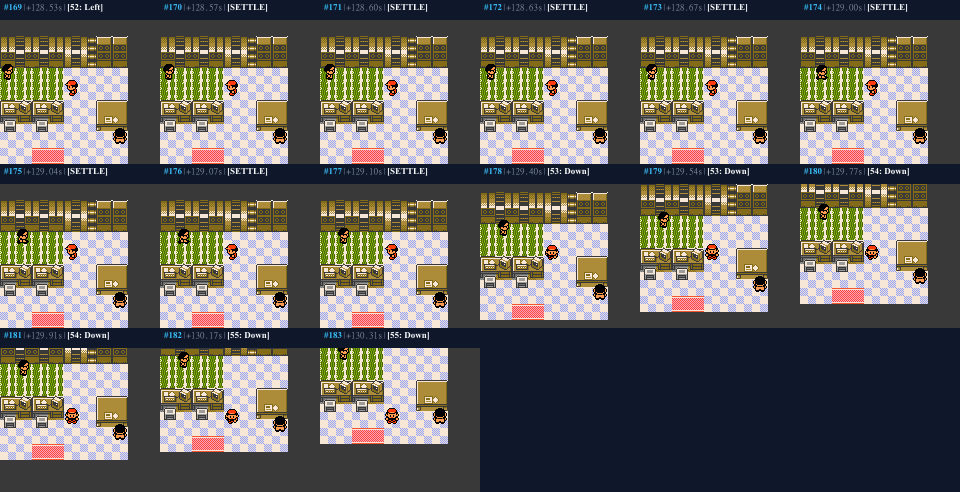 #169|+128.53s|[52: Left]
#170|+128.57s|[SETTLE]
#171|+128.60s|[SETTLE]
#172|+128.63s|[SETTLE]
#173|+128.67s|[SETTLE]
#174|+129.00s|[SETTLE]
#175|+129.03s|[SETTLE]
#176|+129.07s|[SETTLE]
#177|+129.10s|[SETTLE]
#178|+129.40s|[53: Down]
#179|+129.54s|[53: Down]
#180|+129.77s|[54: Down]
#181|+129.91s|[54: Down]
#182|+130.17s|[55: Down]
#183|+130.31s|[55: Down]